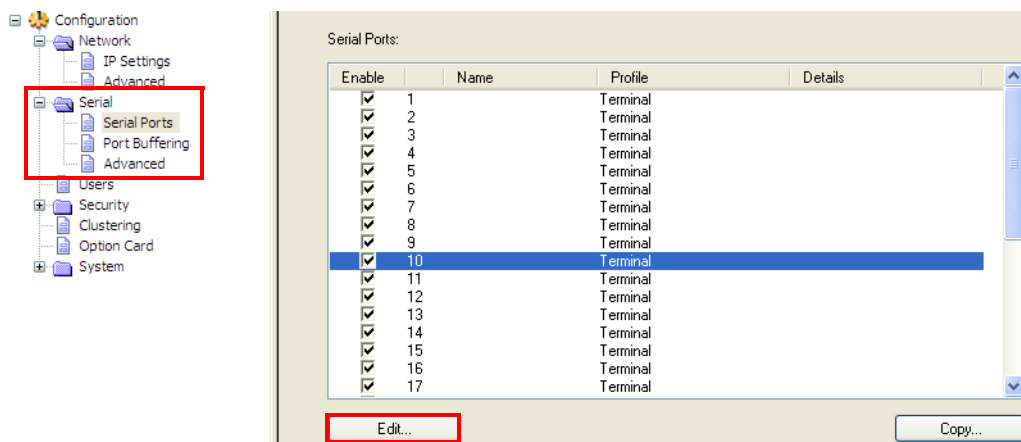 Configuration
Network
IP Settings
Advanced
Serial
Serial Ports
Port Buffering
Advanced
Users
Security
Clustering
Option Card
System
Serial Ports:
Enable Name Profile Details
1 Terminal
2 Terminal
3 Terminal
4 Terminal
5 Terminal
6 Terminal
7 Terminal
8 Terminal
9 Terminal
10 Terminal
11 Terminal
12 Terminal
13 Terminal
14 Terminal
15 Terminal
16 Terminal
17 Terminal
Edit... Copy...